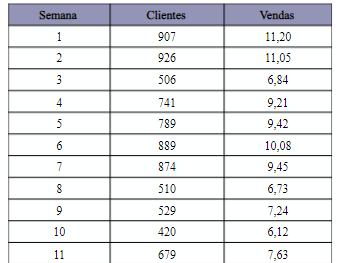 Semana Clientes Vendas
1 907 11,20
2 926 11,05
3 506 6,84
4 741 9,21
5 789 9,42
6 889 10,08
7 874 9,45
8 510 6,73
9 529 7,24
10 420 6,12
11 679 7,63